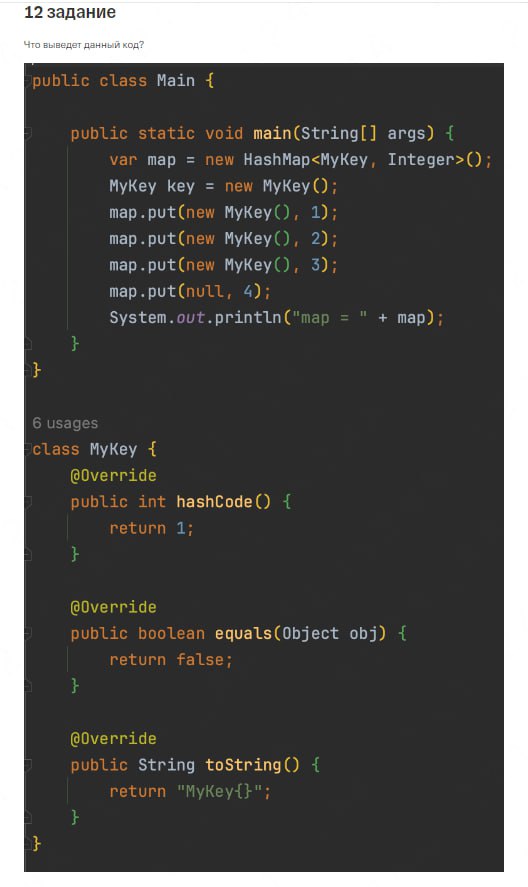 12 задание
Что выведет данный код?
public class Main {
public static void main(String[] args) {
var map = new HashMap<MyKey, Integer>();
MyKey key = new MyKey();
map.put(new MyKey(), 1);
map.put(new MyKey(), 2);
map.put(new MyKey(), 3);
map.put(null, 4);
System.out.println("map = " + map);
}
}
6 usages
class MyKey {
@Override
public int hashCode() {
return 1;
}
@Override
public boolean equals(Object obj) {
return false;
}
@Override
public String toString() {
return "MyKey{}";
}
}